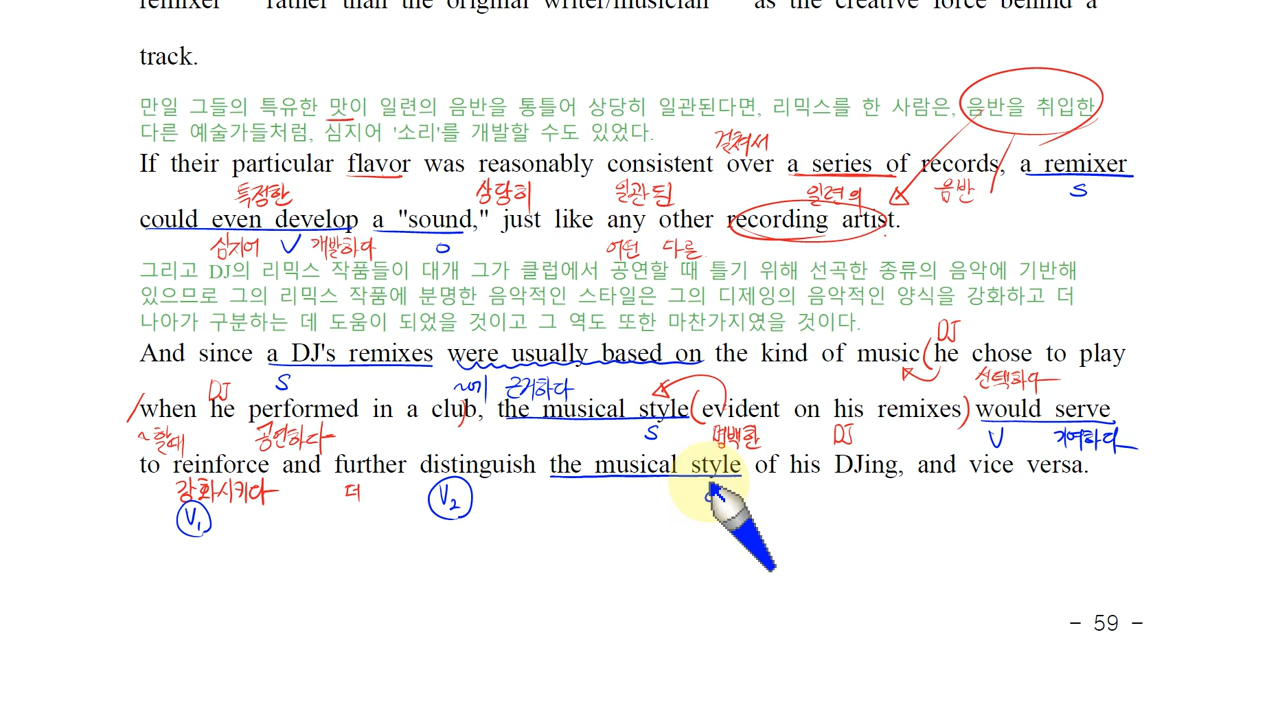 remixer rather than the original writer/musician as the creative force behind a
track.
만일 그들의 특유한 맛이 일련의 음반을 통틀어 상당히 일관된다면, 리믹스를 한 사람은, 음반을 취입한
다른 예술가들처럼, 심지어 '소리'를 개발할 수도 있었다.
걸쳐서
If their particular flavor was reasonably consistent over a series of records, a remixer
특정한 상당히 일관된 일련의 음반 S
could even develop a "sound," just like any other recording artist.
심지어 V 개발하다 O 어떤 다른
그리고 DJ의 리믹스 작품들이 대개 그가 클럽에서 공연할 때 틀기 위해 선곡한 종류의 음악에 기반해
있으므로 그의 리믹스 작품에 분명한 음악적인 스타일은 그의 디제잉의 음악적인 양식을 강화하고 더
나아가 구분하는 데 도움이 되었을 것이고 그 역도 또한 마찬가지였을 것이다.
DJ
And since a DJ's remixes were usually based on the kind of music (he chose to play
S ~에 근거하다 선택하다
DJ
when he performed in a club), the musical style (evident on his remixes) would serve
~할때 공연하다 S 명백한 DJ V 기여하다
to reinforce and further distinguish the musical style of his DJing, and vice versa.
강화시키다 더
V1 V2
- 59 -